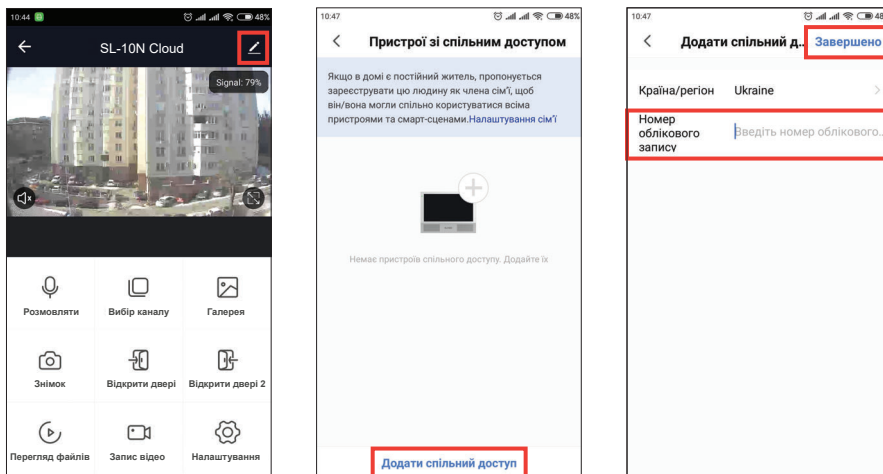 10:44
48%
SL-10N Cloud
Signal: 79%
Розмовляти
Вибір каналу
Галерея
Знімок
Відкрити двері
Відкрити двері 2
Перегляд файлів
Запис відео
Налаштування
10:47
48%
Пристрої зі спільним доступом
Якщо в домі є постійний житель, пропонується
зареєструвати цю людину як члена сім'ї, щоб
він/вона могли спільно користуватися всіма
пристроями та смарт-сценами.Налаштування сім'ї
Немає пристроїв спільного доступу. Додайте їх
Додати спільний доступ
10:47
48
Додати спільний д...
Завершено
Країна/регіон
Ukraine
Номер
облікового
запису
Введіть номер облікового...